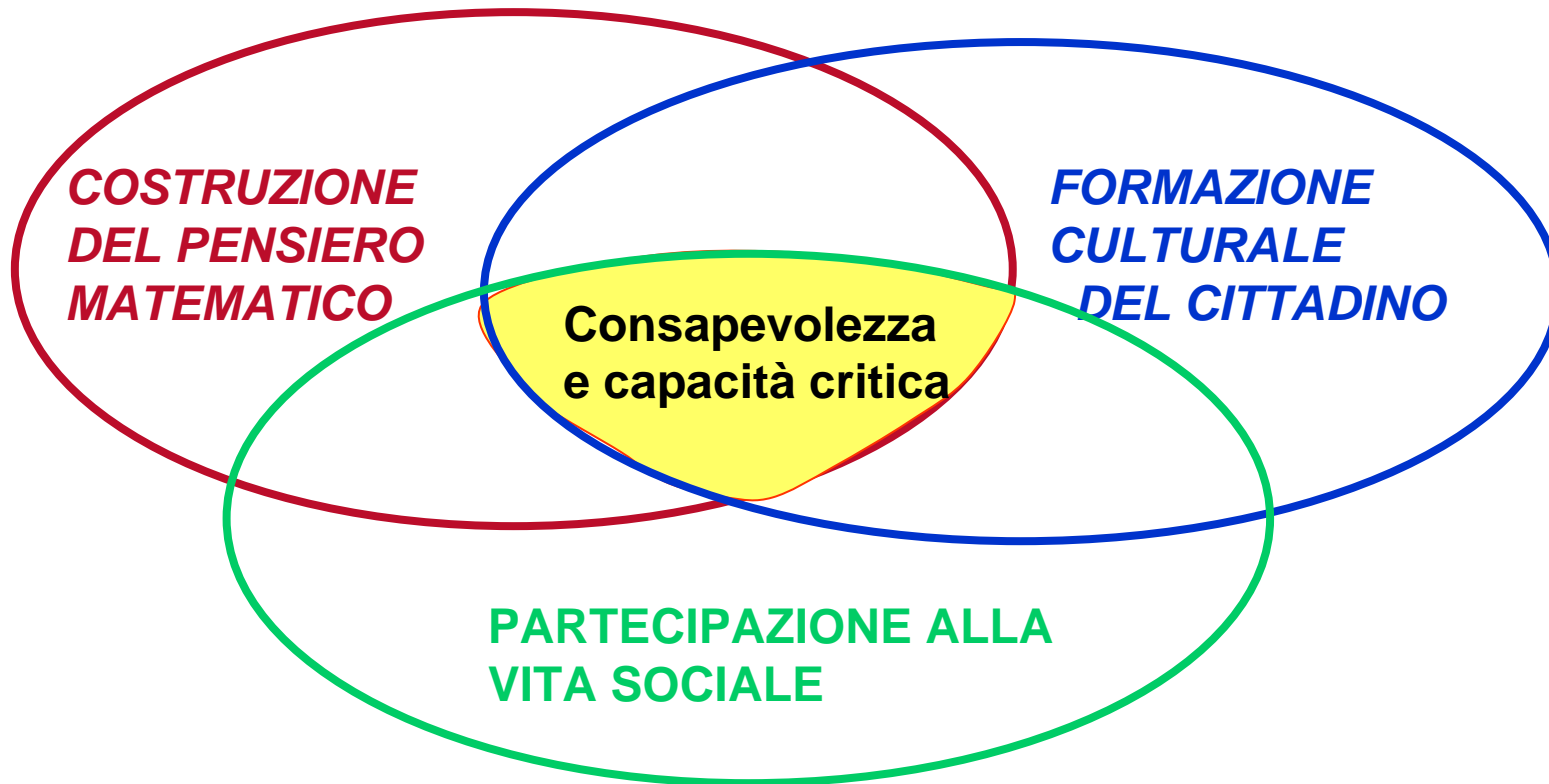 COSTRUZIONE
DEL PENSIERO
MATEMATICO
FORMAZIONE
CULTURALE
DEL CITTADINO
Consapevolezza
e capacità critica
PARTECIPAZIONE ALLA
VITA SOCIALE